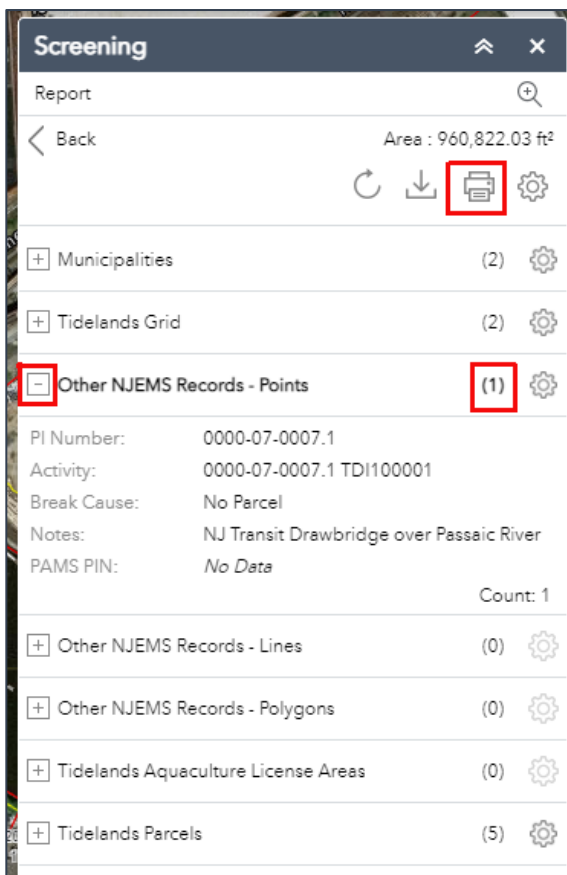 Screening
Report
Back Area : 960,822.03 ft²
Municipalities (2)
Tidelands Grid (2)
Other NJEMS Records - Points (1)
PI Number: 0000-07-0007.1
Activity: 0000-07-0007.1 TDI100001
Break Cause: No Parcel
Notes: NJ Transit Drawbridge over Passaic River
PAMS PIN: No Data
Count: 1
Other NJEMS Records - Lines (0)
Other NJEMS Records - Polygons (0)
Tidelands Aquaculture License Areas (0)
Tidelands Parcels (5)